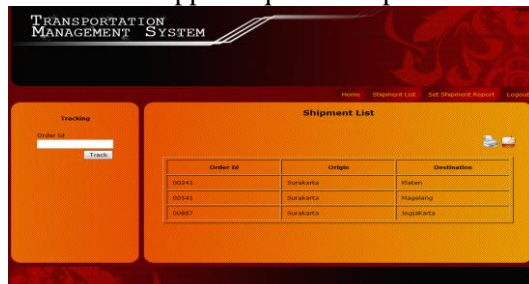 TRANSPORTATION
MANAGEMENT SYSTEM
Home Shipment List Set Shipment Report Logout
Tracking
Order Id
Track
Shipment List
Order Id Origin Destination
00241 Surakarta Klaten
00541 Surakarta Magelang
00887 Surakarta Jogjakarta